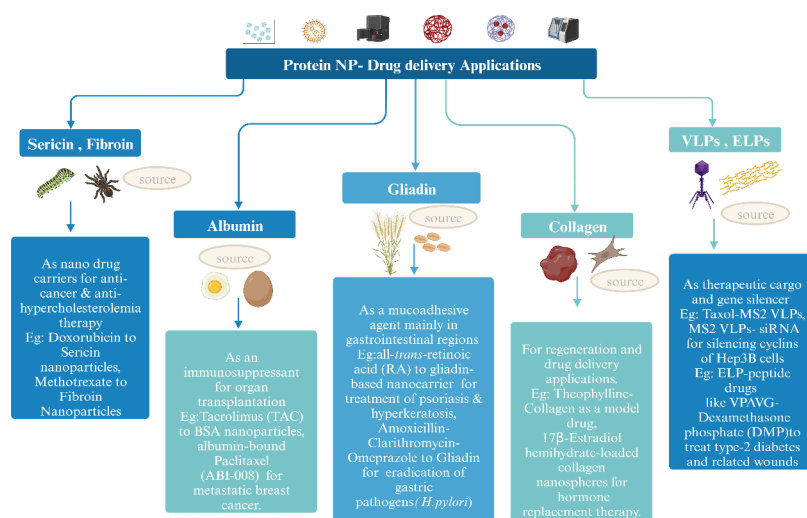 Protein NP- Drug delivery Applications
Sericin , Fibroin
source
As nano drug
carriers for anti-
cancer & anti-
hypercholesterolemia
therapy
Eg: Doxorubicin to
Sericin
nanoparticles,
Methotrexate to
Fibroin
Nanoparticles
Albumin
source
As an
immunosuppressant
for organ
transplantation
Eg:Tacrolimus (TAC)
to BSA nanoparticles,
albumin-bound
Paclitaxel
(ABI-008) for
metastatic breast
cancer.
Gliadin
source
As a mucoadhesive
agent mainly in
gastrointestinal regions
Eg:all-trans-retinoic
acid (RA) to gliadin-
based nanocarrier for
treatment of psoriasis &
hyperkeratosis,
Amoxicillin-
Clarithromycin-
Omeprazole to Gliadin
for eradication of
gastric
pathogens(H.pylori)
Collagen
source
For regeneration and
drug delivery
applications.
Eg: Theophylline-
Collagen as a model
drug,
17β-Estradiol
hemihydrate-loaded
collagen
nanospheres for
hormone
replacement therapy.
VLPs , ELPs
source
As therapeutic cargo
and gene silencer
Eg: Taxol-MS2 VLPs,
MS2 VLPs- siRNA
for silencing cyclins
of Hep3B cells
Eg: ELP-peptide
drugs
like VPAVG-
Dexamethasone
phosphate (DMP)to
treat type-2 diabetes
and related wounds